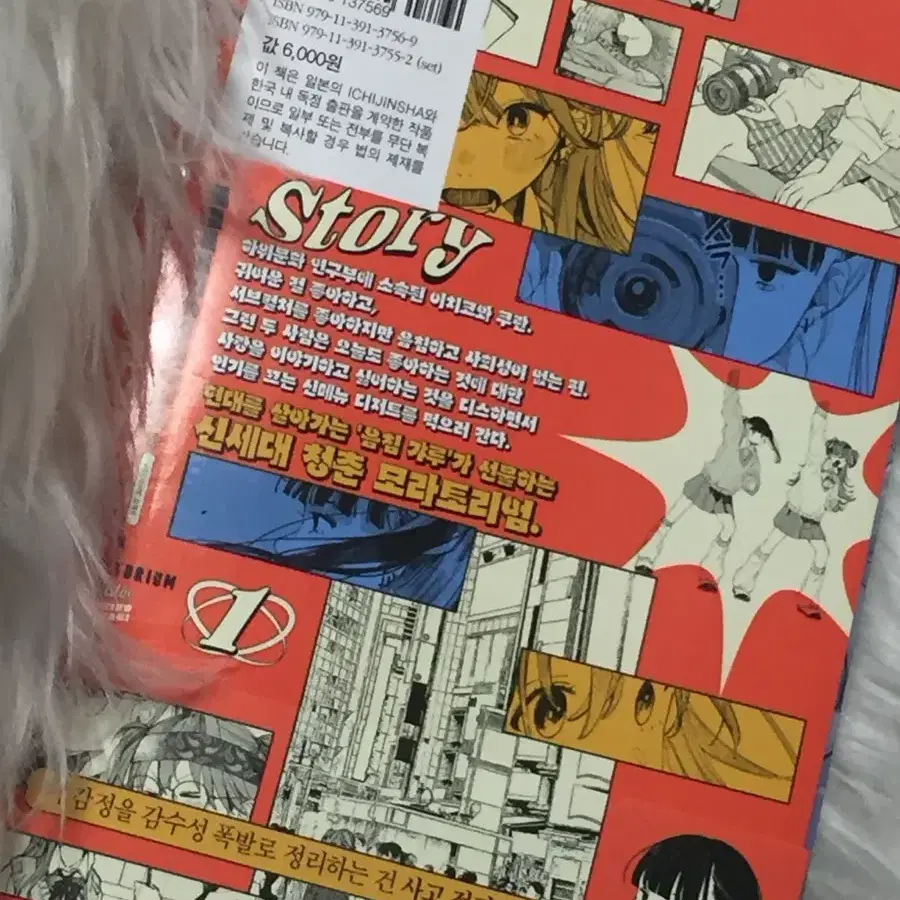 137569
ISBN 979-11-391-3756-9
ISBN 979-11-391-3755-2 (set)
값 6,000원
이 책은 일본의 ICHIJINSHA와
한국 내 독점 출판을 계약한 작품
이므로 일부 또는 전부를 무단 복
제 및 복사할 경우 법의 제재를
습니다.
Story
하위문화 연구부에 소속된 이치코와 쿠란.
귀여운 걸 좋아하고,
서브컬처를 좋아하지만 음침하고 사회성이 없는 린.
그런 두 사람은 오늘도 좋아하는 것에 대한
사랑을 이야기하고 싫어하는 것을 디스하면서
인기를 끄는 신메뉴 디저트를 먹으러 간다.
현대를 살아가는 '음침 갸루'가 선물하는
신세대 청춘 모라트리엄.
1
감정을 감수성 폭발로 정리하는 건 사고